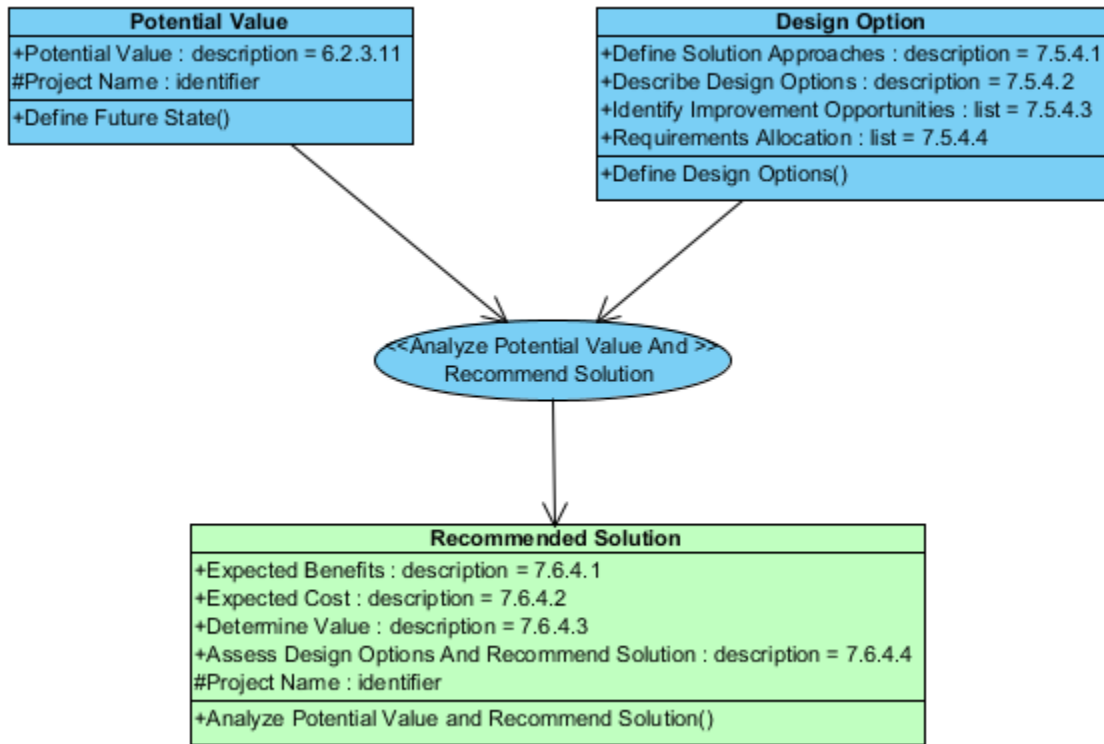 Potential Value
+Potential Value : description = 6.2.3.11
#Project Name : identifier
+Define Future State()
Design Option
+Define Solution Approaches : description = 7.5.4.1
+Describe Design Options : description = 7.5.4.2
+Identify Improvement Opportunities : list = 7.5.4.3
+Requirements Allocation : list = 7.5.4.4
+Define Design Options()
<<Analyze Potential Value And >>
Recommend Solution
Recommended Solution
+Expected Benefits : description = 7.6.4.1
+Expected Cost : description = 7.6.4.2
+Determine Value : description = 7.6.4.3
+Assess Design Options And Recommend Solution : description = 7.6.4.4
#Project Name : identifier
+Analyze Potential Value and Recommend Solution()